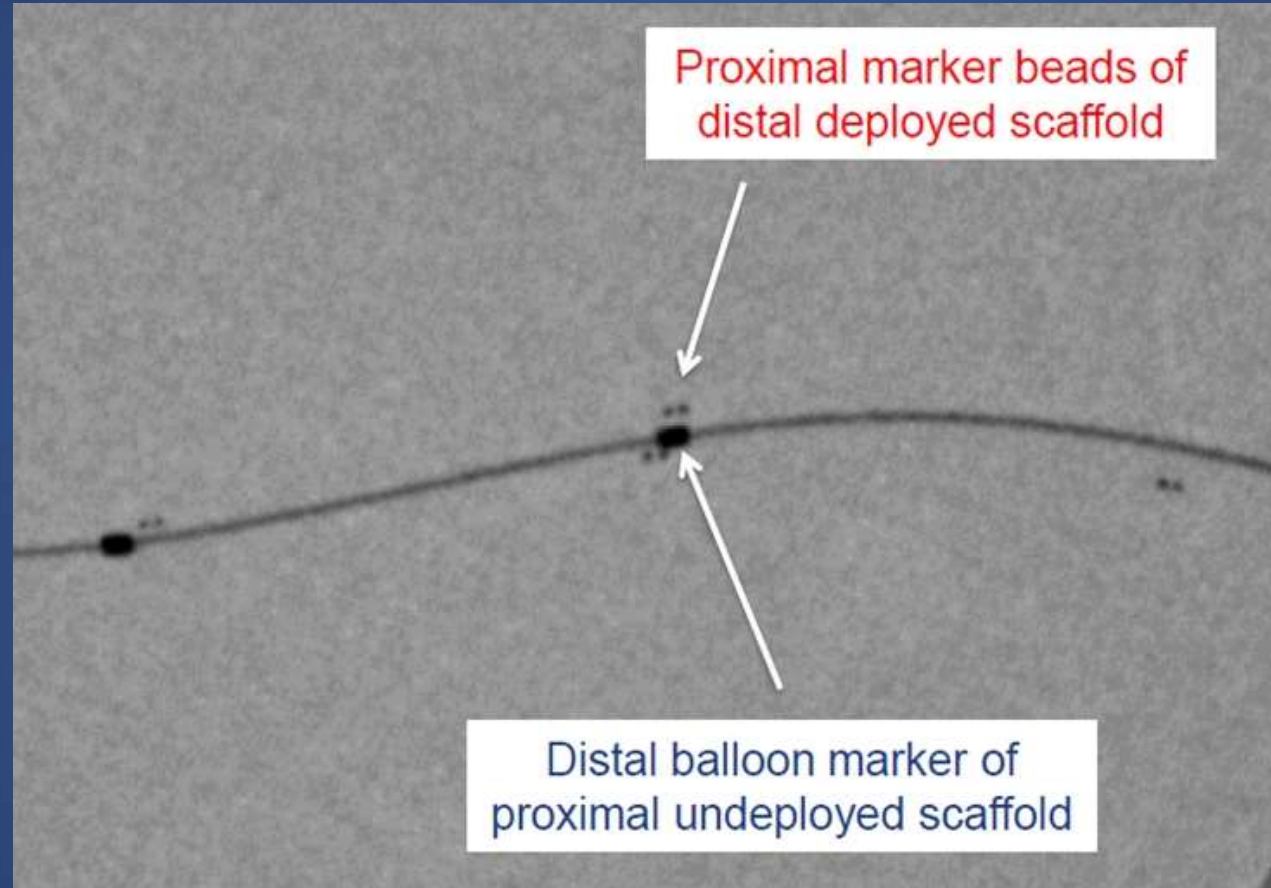 Proximal marker beads of
distal deployed scaffold
Distal balloon marker of
proximal undeployed scaffold